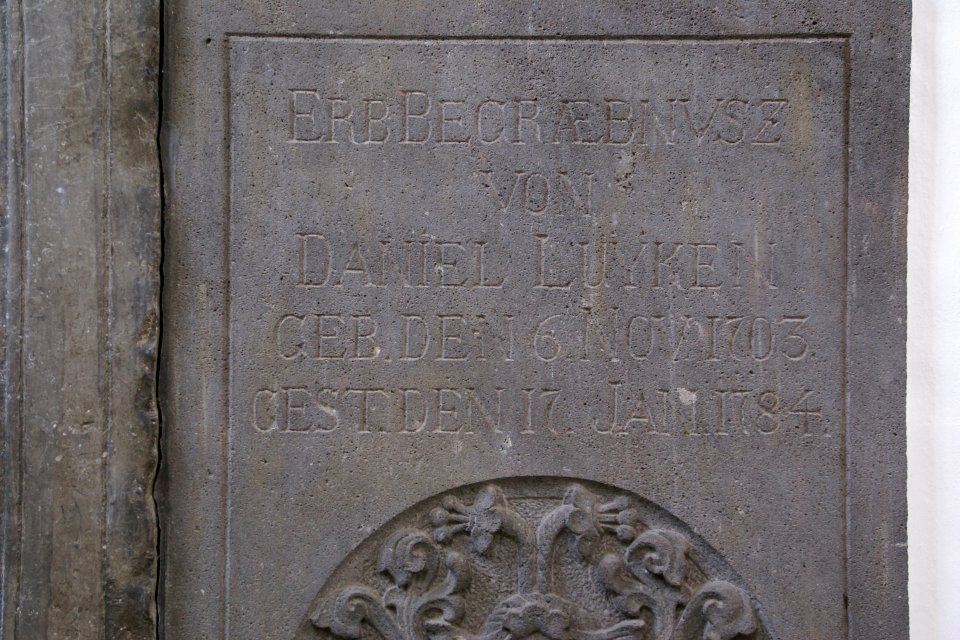 ERBBEGRÆBNVSZ
VON
DANIEL LUYKEN
GEB. DEN 6. NOV. 1703.
GEST. DEN 17. JAN. 1784.